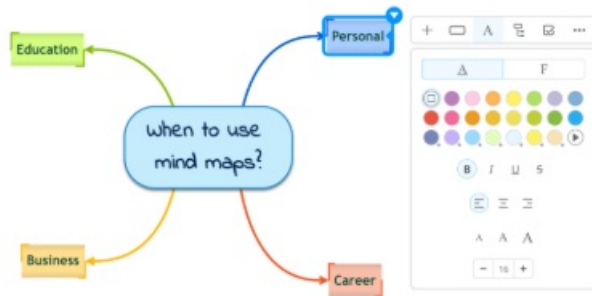 Education
Personal
When to use
mind maps?
Business
Career
A
A F
B I U S
A A A
− 16 +